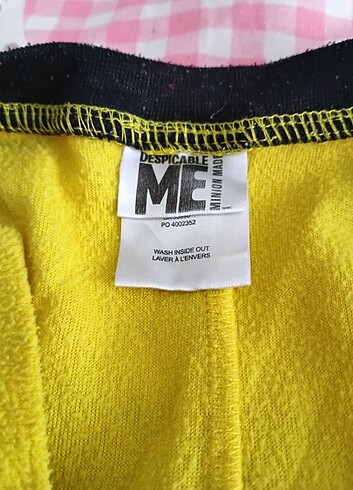 DESPICABLE
ME
MINION MADE
PO 4002352
WASH INSIDE OUT
LAVER À L'ENVERS